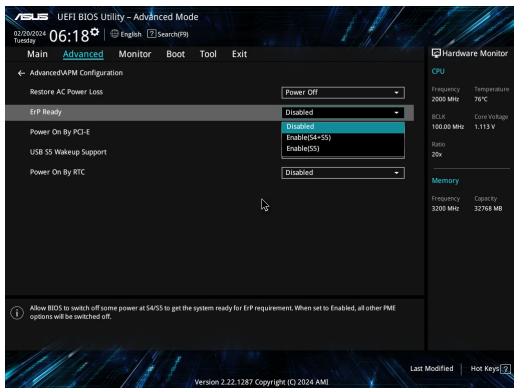 ASUS UEFI BIOS Utility – Advanced Mode
02/20/2024 Tuesday 06:18 English ? Search(F9)
Main Advanced Monitor Boot Tool Exit
Hardware Monitor
← Advanced\APM Configuration
Restore AC Power Loss Power Off
ErP Ready Disabled
Disabled
Enable(S4+S5)
Enable(S5)
Power On By PCI-E
USB S5 Wakeup Support
Power On By RTC Disabled
CPU
Frequency Temperature
2000 MHz 76°C
BCLK Core Voltage
100.00 MHz 1.113 V
Ratio
20x
Memory
Frequency Capacity
3200 MHz 32768 MB
i Allow BIOS to switch off some power at S4/S5 to get the system ready for ErP requirement. When set to Enabled, all other PME
options will be switched off.
Last Modified Hot Keys ?
Version 2.22.1287 Copyright (C) 2024 AMI